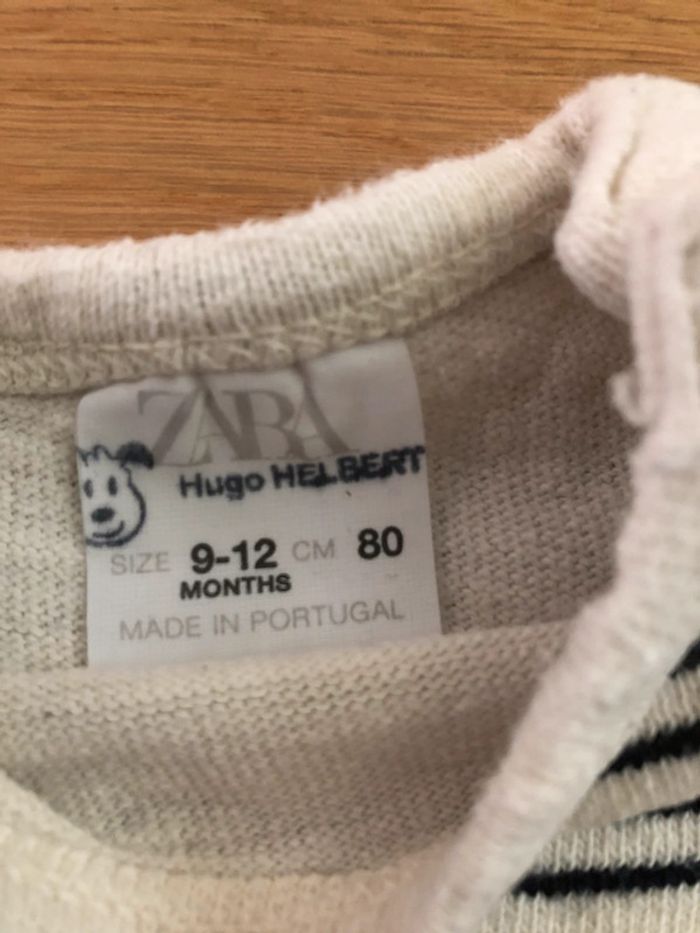 ZARA
Hugo HELBERT
SIZE 9-12 CM 80
MONTHS
MADE IN PORTUGAL